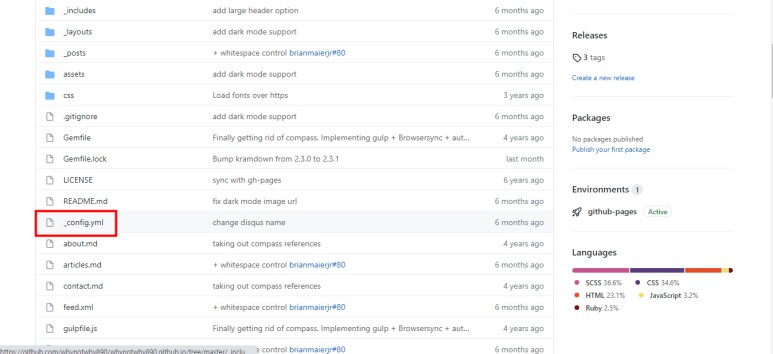 _includes add large header option 6 months ago
_layouts add dark mode support 6 months ago
_posts + whitespace control brianmaierjr#80 6 months ago
assets add dark mode support 6 months ago
css Load fonts over https 3 years ago
.gitignore add dark mode support 6 months ago
Gemfile Finally getting rid of compass. Implementing gulp + Browsersync + aut... 4 years ago
Gemfile.lock Bump kramdown from 2.3.0 to 2.3.1 last month
LICENSE sync with gh-pages 6 months ago
README.md fix dark mode image url 6 months ago
_config.yml change disqus name 6 months ago
about.md taking out compass references 4 years ago
articles.md + whitespace control brianmaierjr#80 6 months ago
contact.md taking out compass references 4 years ago
feed.xml + whitespace control brianmaierjr#80 6 months ago
gulpfile.js Finally getting rid of compass. Implementing gulp + Browsersync + aut... 4 years ago
+ whitespace control brianmaierjr#80 6 months ago
https://github.com/whynotwhy890/whynotwhy890.github.io/tree/master/_inclu
Releases
3 tags
Create a new release
Packages
No packages published
Publish your first package
Environments 1
github-pages Active
Languages
SCSS 36.6% CSS 34.6%
HTML 23.1% JavaScript 3.2%
Ruby 2.5%